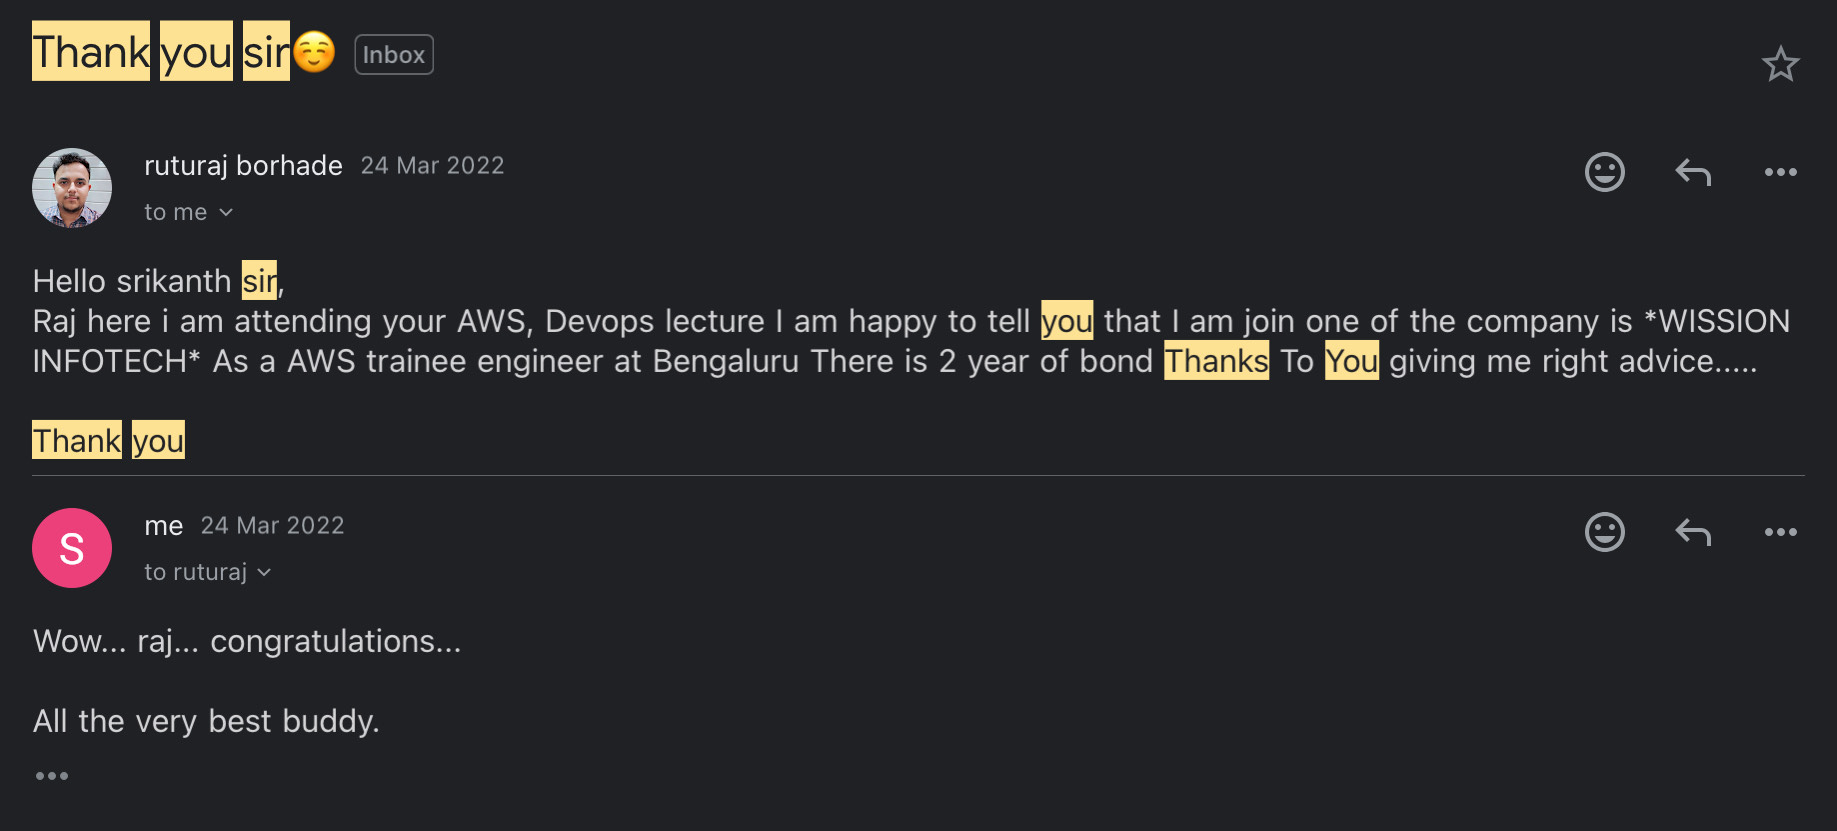 Thank you sir☺️ Inbox
ruturaj borhade 24 Mar 2022
to me
Hello srikanth sir,
Raj here i am attending your AWS, Devops lecture I am happy to tell you that I am join one of the company is *WISSION
INFOTECH* As a AWS trainee engineer at Bengaluru There is 2 year of bond Thanks To You giving me right advice.....
Thank you
S
me 24 Mar 2022
to ruturaj
Wow... raj... congratulations...
All the very best buddy.